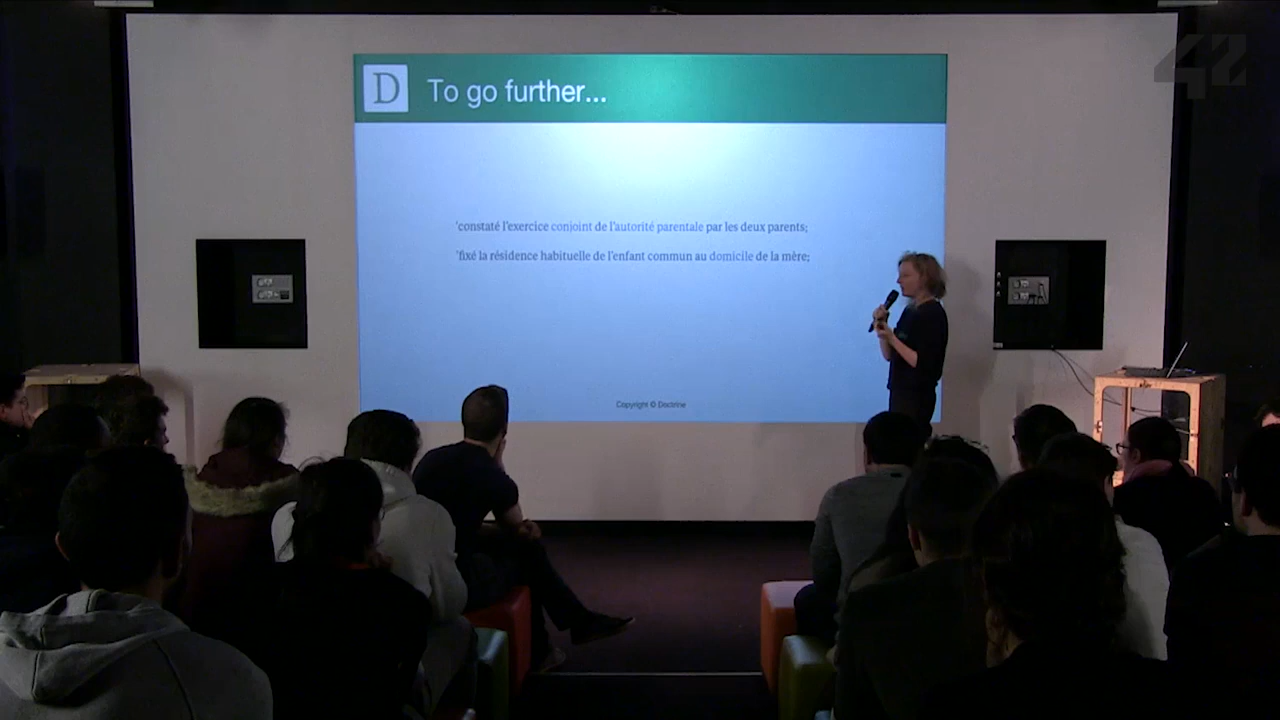 42
D
To go further...
'constaté l'exercice conjoint de l'autorité parentale par les deux parents;
'fixé la résidence habituelle de l'enfant commun au domicile de la mère;
Copyright © Doctrine